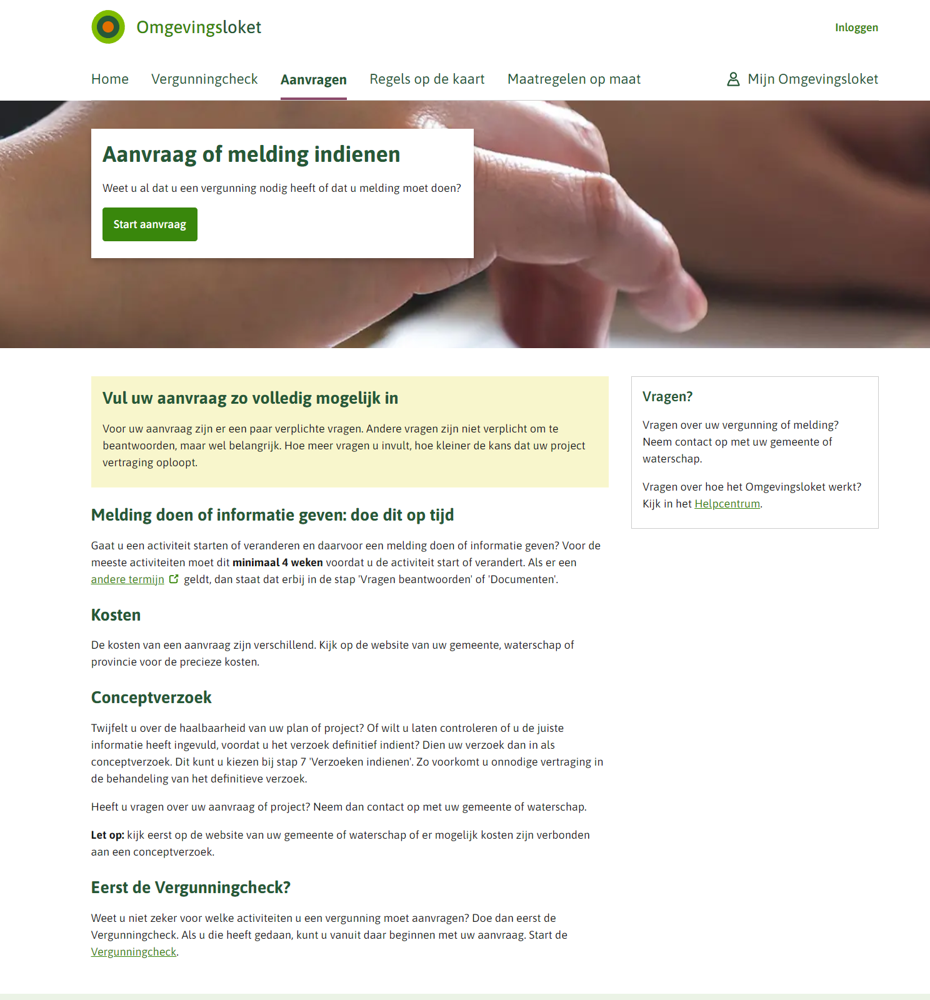 Omgevingsloket
Inloggen
Home
Vergunningcheck
Aanvragen
Regels op de kaart
Maatregelen op maat
Mijn Omgevingsloket
Aanvraag of melding indienen
Weet u al dat u een vergunning nodig heeft of dat u melding moet doen?
Start aanvraag
Vul uw aanvraag zo volledig mogelijk in
Voor uw aanvraag zijn er een paar verplichte vragen. Andere vragen zijn niet verplicht om te
beantwoorden, maar wel belangrijk. Hoe meer vragen u invult, hoe kleiner de kans dat uw project
vertraging oploopt.
Melding doen of informatie geven: doe dit op tijd
Gaat u een activiteit starten of veranderen en daarvoor een melding doen of informatie geven? Voor de
meeste activiteiten moet dit minimaal 4 weken voordat u de activiteit start of verandert. Als er een
andere termijn geldt, dan staat dat erbij in de stap 'Vragen beantwoorden' of 'Documenten'.
Kosten
De kosten van een aanvraag zijn verschillend. Kijk op de website van uw gemeente, waterschap of
provincie voor de precieze kosten.
Conceptverzoek
Twijfelt u over de haalbaarheid van uw plan of project? Of wilt u laten controleren of u de juiste
informatie heeft ingevuld, voordat u het verzoek definitief indient? Dien uw verzoek dan in als
conceptverzoek. Dit kunt u kiezen bij stap 7 'Verzoeken indienen'. Zo voorkomt u onnodige vertraging in
de behandeling van het definitieve verzoek.
Heeft u vragen over uw aanvraag of project? Neem dan contact op met uw gemeente of waterschap.
Let op: kijk eerst op de website van uw gemeente of waterschap of er mogelijk kosten zijn verbonden
aan een conceptverzoek.
Eerst de Vergunningcheck?
Weet u niet zeker voor welke activiteiten u een vergunning moet aanvragen? Doe dan eerst de
Vergunningcheck. Als u die heeft gedaan, kunt u vanuit daar beginnen met uw aanvraag. Start de
Vergunningcheck.
Vragen?
Vragen over uw vergunning of melding?
Neem contact op met uw gemeente of
waterschap.
Vragen over hoe het Omgevingsloket werkt?
Kijk in het Helpcentrum.